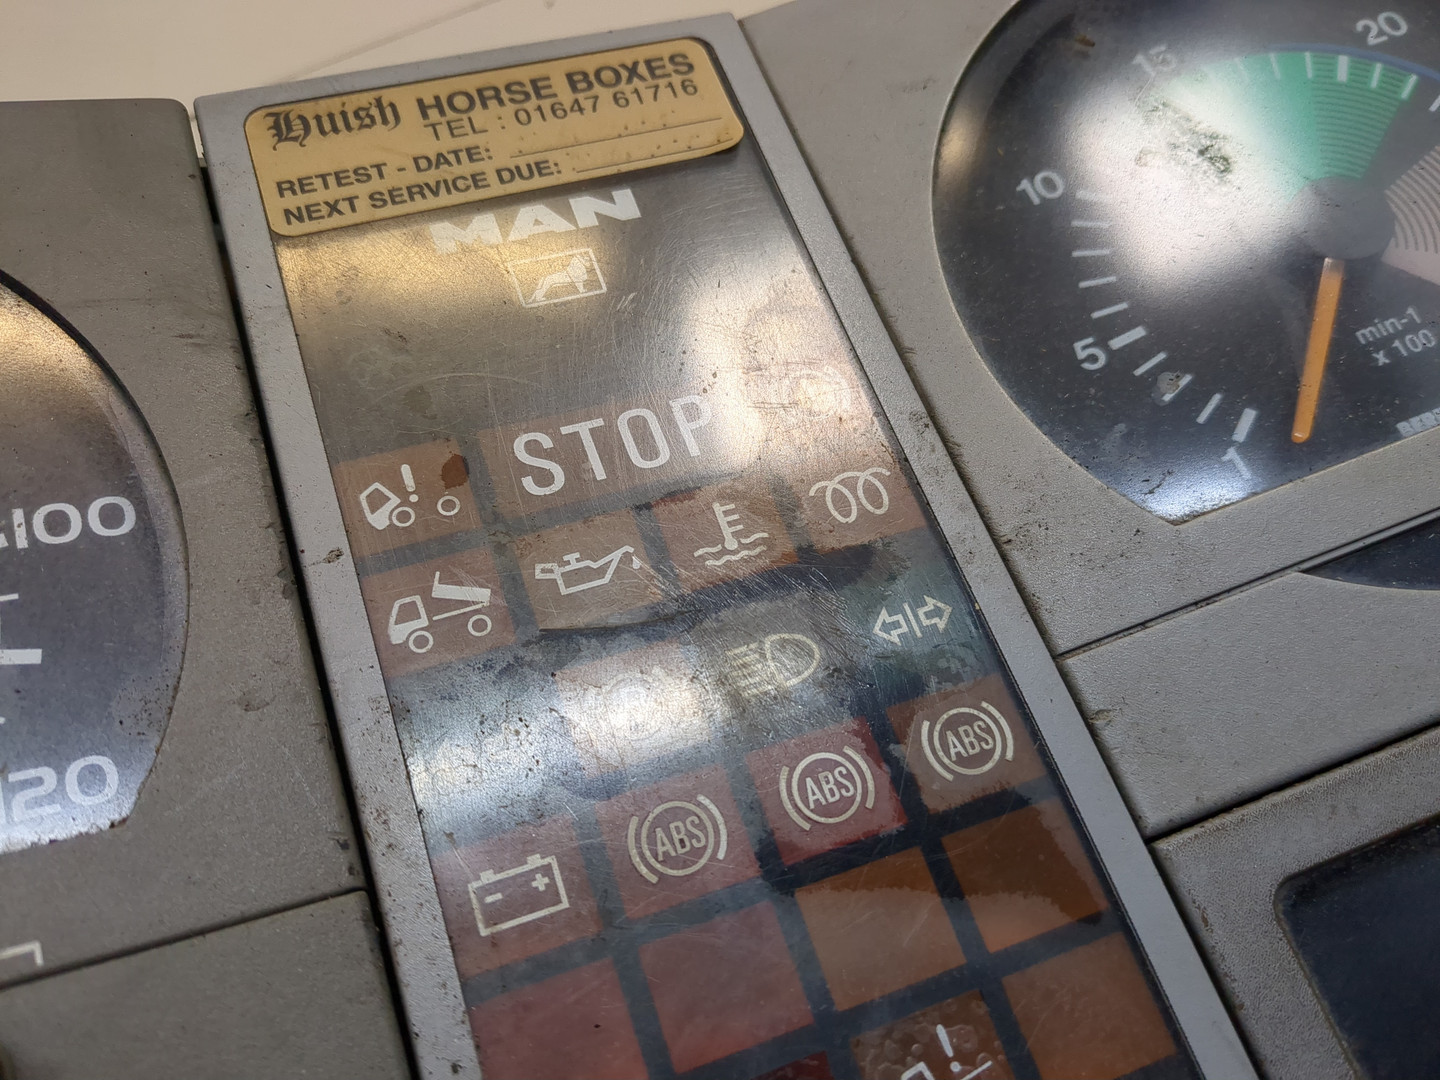 Huish HORSE BOXES
TEL : 01647 61716
RETEST - DATE:
NEXT SERVICE DUE:
MAN
STOP
ABS
ABS
ABS
100
120
20
15
10
5
1
min-1
x 100